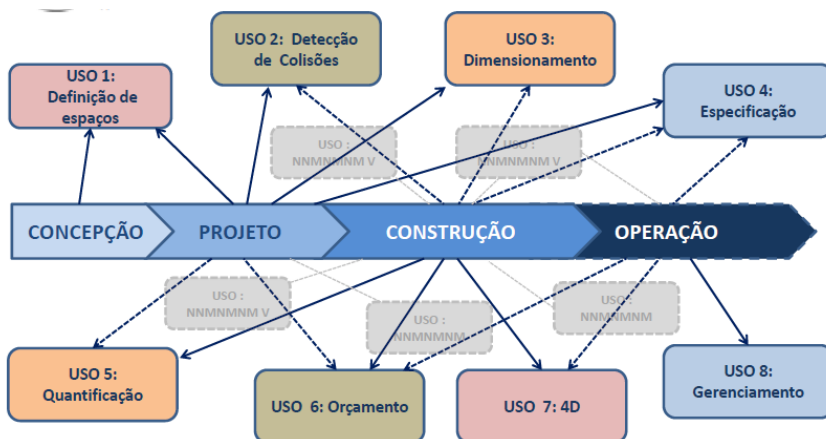 USO 2: Detecção
de Colisões
USO 3:
Dimensionamento
USO 1:
Definição de
espaços
USO 4:
Especificação
USO :
NNMNMNM V
USO :
NNMNMNM V
CONCEPÇÃO
PROJETO
CONSTRUÇÃO
OPERAÇÃO
USO :
NNMNMNM V
USO :
NNMNMNM
USO :
NNMNMNM
USO 5:
Quantificação
USO 6: Orçamento
USO 7: 4D
USO 8:
Gerenciamento